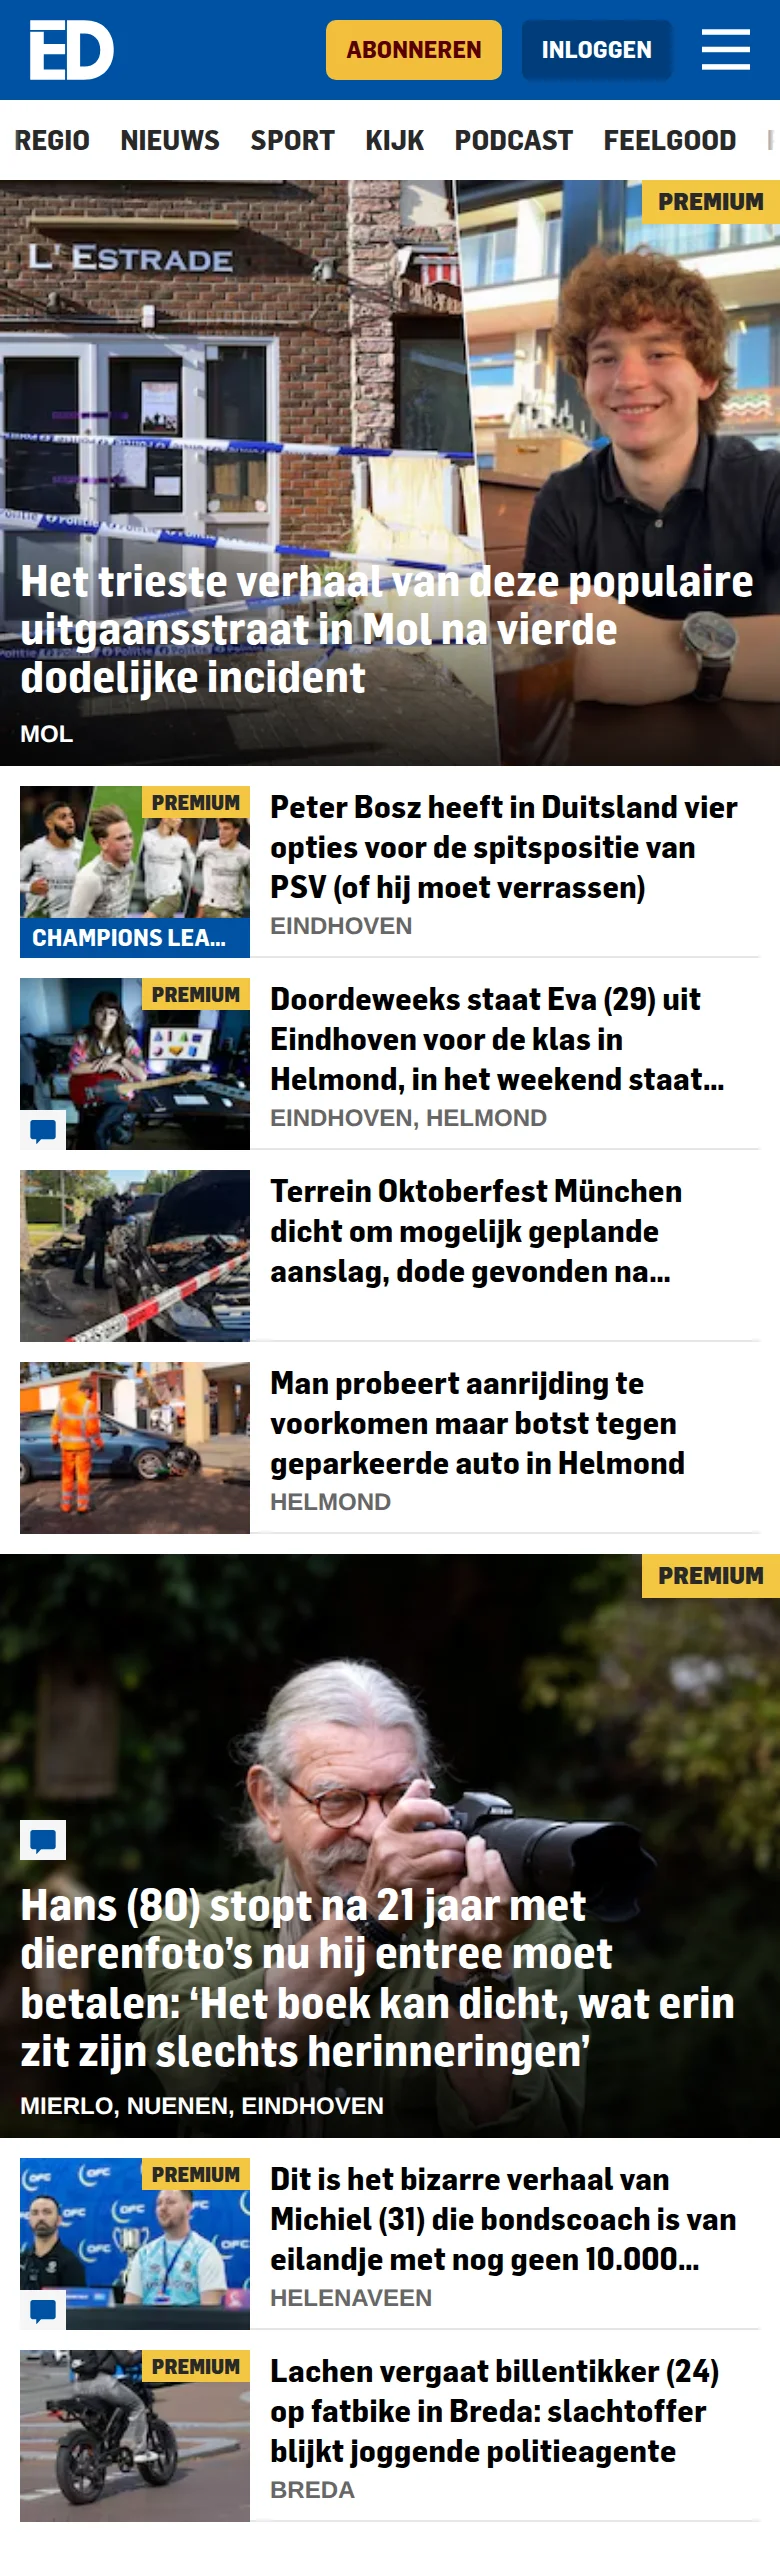 ED
ABONNEREN
INLOGGEN
REGIO NIEUWS SPORT KIJK PODCAST FEELGOOD
PREMIUM
L' ESTRADE
Politie
Politie
Het trieste verhaal van deze populaire
uitgaansstraat in Mol na vierde
dodelijke incident
MOL
PREMIUM
CHAMPIONS LEA...
Peter Bosz heeft in Duitsland vier
opties voor de spitspositie van
PSV (of hij moet verrassen)
EINDHOVEN
PREMIUM
Doordeweeks staat Eva (29) uit
Eindhoven voor de klas in
Helmond, in het weekend staat...
EINDHOVEN, HELMOND
Terrein Oktoberfest München
dicht om mogelijk geplande
aanslag, dode gevonden na...
Man probeert aanrijding te
voorkomen maar botst tegen
geparkeerde auto in Helmond
HELMOND
PREMIUM
Hans (80) stopt na 21 jaar met
dierenfoto’s nu hij entree moet
betalen: ‘Het boek kan dicht, wat erin
zit zijn slechts herinneringen’
MIERLO, NUENEN, EINDHOVEN
PREMIUM
OFC
OFC
OFC
Dit is het bizarre verhaal van
Michiel (31) die bondscoach is van
eilandje met nog geen 10.000...
HELENAVEEN
PREMIUM
Lachen vergaat billentikker (24)
op fatbike in Breda: slachtoffer
blijkt joggende politieagente
BREDA